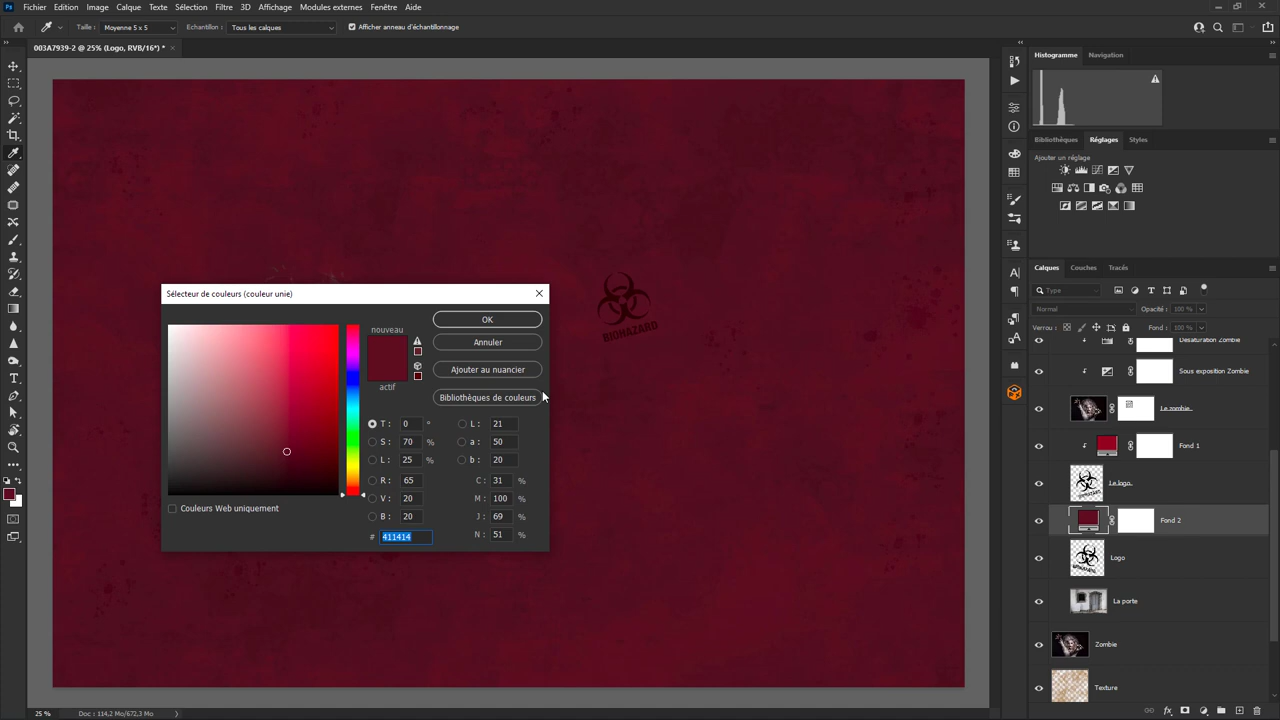 Fichier Edition Image Calque Texte Sélection Filtre 3D Affichage Modules externes Fenêtre Aide
Taille : Moyenne 5 x 5 Echantillon : Tous les calques Afficher anneau d'échantillonnage
003A7939-2 @ 25% (Logo, RVB/16*) *
Histogramme Navigation
Bibliothèques Réglages Styles
Ajouter un réglage
Calques Couches Tracés
Type
Normal Opacité : 100 %
Verrou : Fond : 100 %
Désaturation Zombie
Sous exposition Zombie
Le zombie
Fond 1
Le logo
Fond 2
Logo
La porte
Zombie
Texture
BIOHAZARD
Sélecteur de couleurs (couleur unie)
nouveau
actif
OK
Annuler
Ajouter au nuancier
Bibliothèques de couleurs
T : 0 ° L : 21
S : 70 % a : 50
L : 25 % b : 20
R : 65 C : 31 %
V : 20 M : 100 %
B : 20 J : 69 %
# 411414 N : 51 %
Couleurs Web uniquement
25 % Doc : 114,2 Mo/672,3 Mo